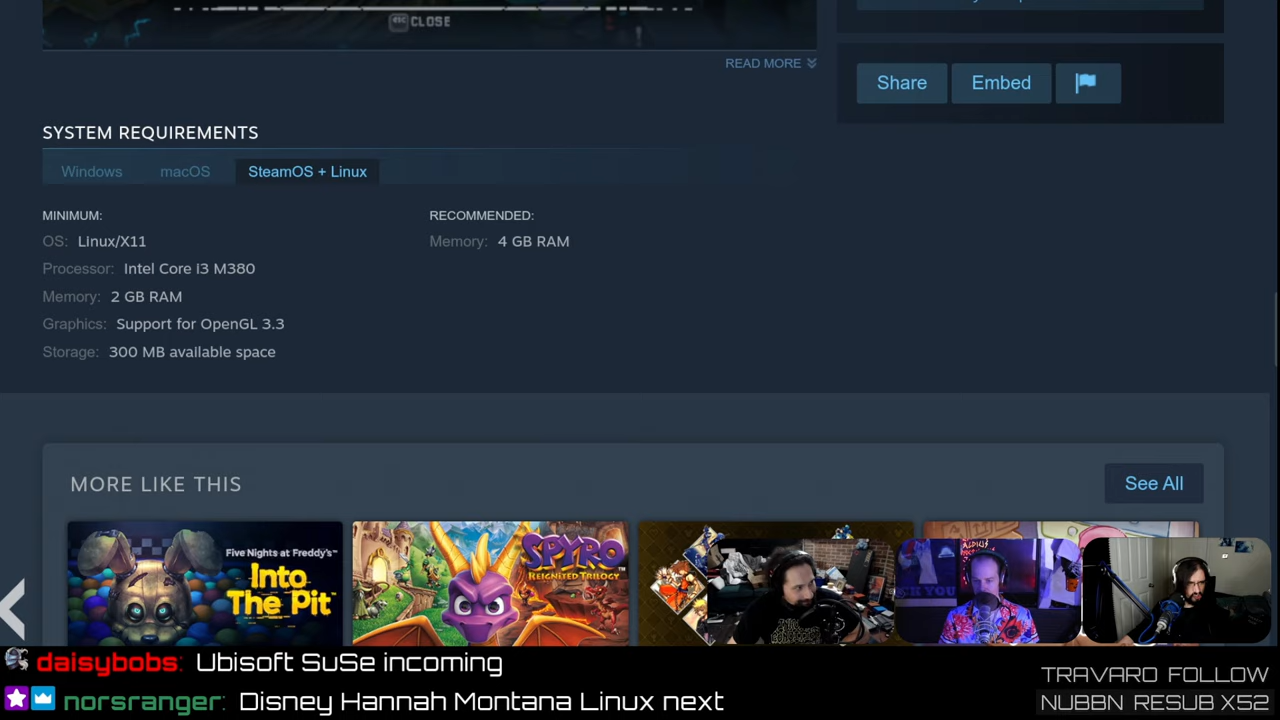 ESC CLOSE
READ MORE
Share
Embed
SYSTEM REQUIREMENTS
Windows
macOS
SteamOS + Linux
MINIMUM:
OS: Linux/X11
Processor: Intel Core i3 M380
Memory: 2 GB RAM
Graphics: Support for OpenGL 3.3
Storage: 300 MB available space
RECOMMENDED:
Memory: 4 GB RAM
MORE LIKE THIS
See All
Five Nights at Freddy's™
Into
The Pit™
SPYRO™
REIGNITED TRILOGY
daisybobs: Ubisoft SuSe incoming
norsranger: Disney Hannah Montana Linux next
TRAVARO FOLLOW
NUBBN RESUB X52